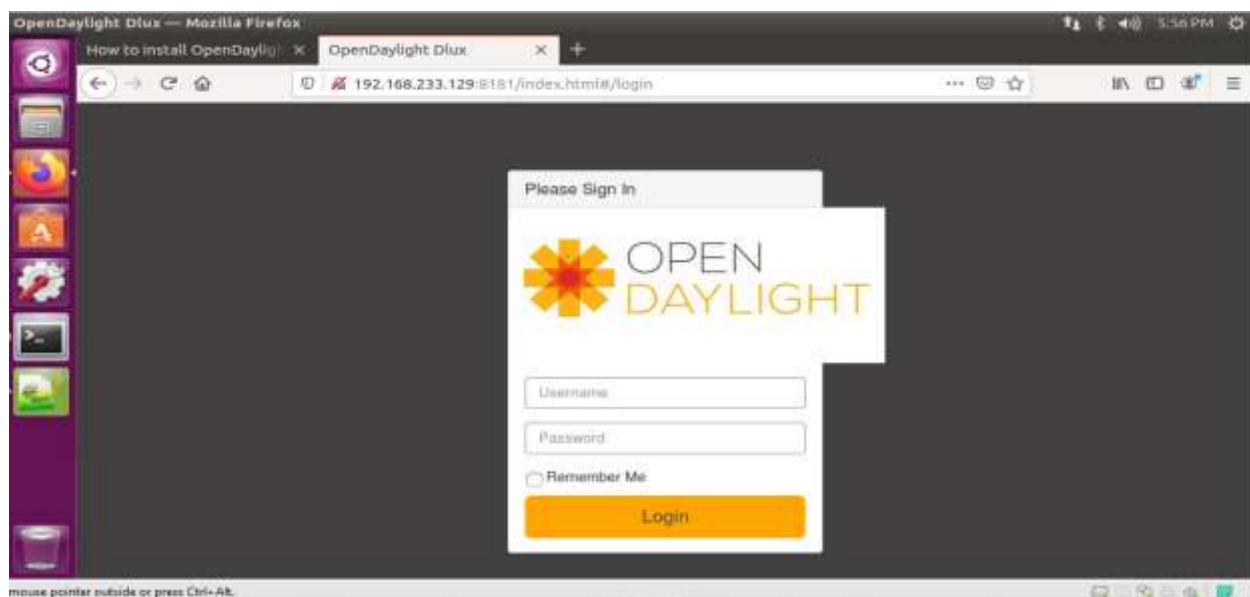 OpenDaylight Dlux — Mozilla Firefox
5:56 PM
How to install OpenDayligh
OpenDaylight Dlux
192.168.233.129:8181/index.html#/login
Please Sign In
OPEN
DAYLIGHT
Username
Password
Remember Me
Login
mouse pointer outside or press Ctrl+Alt.